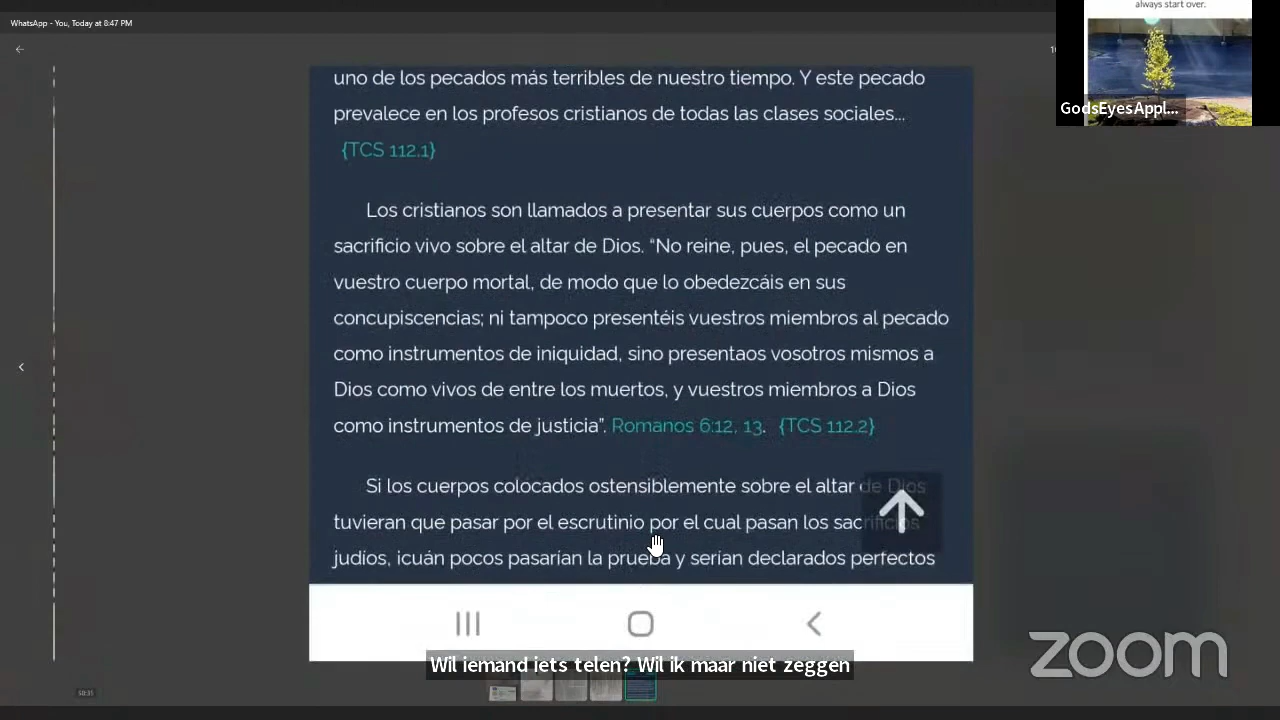 always start over.
WhatsApp - You, Today at 8:47 PM
GodsEyesAppl...
uno de los pecados más terribles de nuestro tiempo. Y este pecado
prevalece en los profesos cristianos de todas las clases sociales...
{TCS 112.1}
Los cristianos son llamados a presentar sus cuerpos como un
sacrificio vivo sobre el altar de Dios. “No reine, pues, el pecado en
vuestro cuerpo mortal, de modo que lo obedezcáis en sus
concupiscencias; ni tampoco presentéis vuestros miembros al pecado
como instrumentos de iniquidad, sino presentaos vosotros mismos a
Dios como vivos de entre los muertos, y vuestros miembros a Dios
como instrumentos de justicia”. Romanos 6:12, 13. {TCS 112.2}
Si los cuerpos colocados ostensiblemente sobre el altar de Dios
tuvieran que pasar por el escrutinio por el cual pasan los sacrificios
judíos, ¡cuán pocos pasarían la prueba y serían declarados perfectos
Wil iemand iets telen? Wil ik maar niet zeggen
zoom